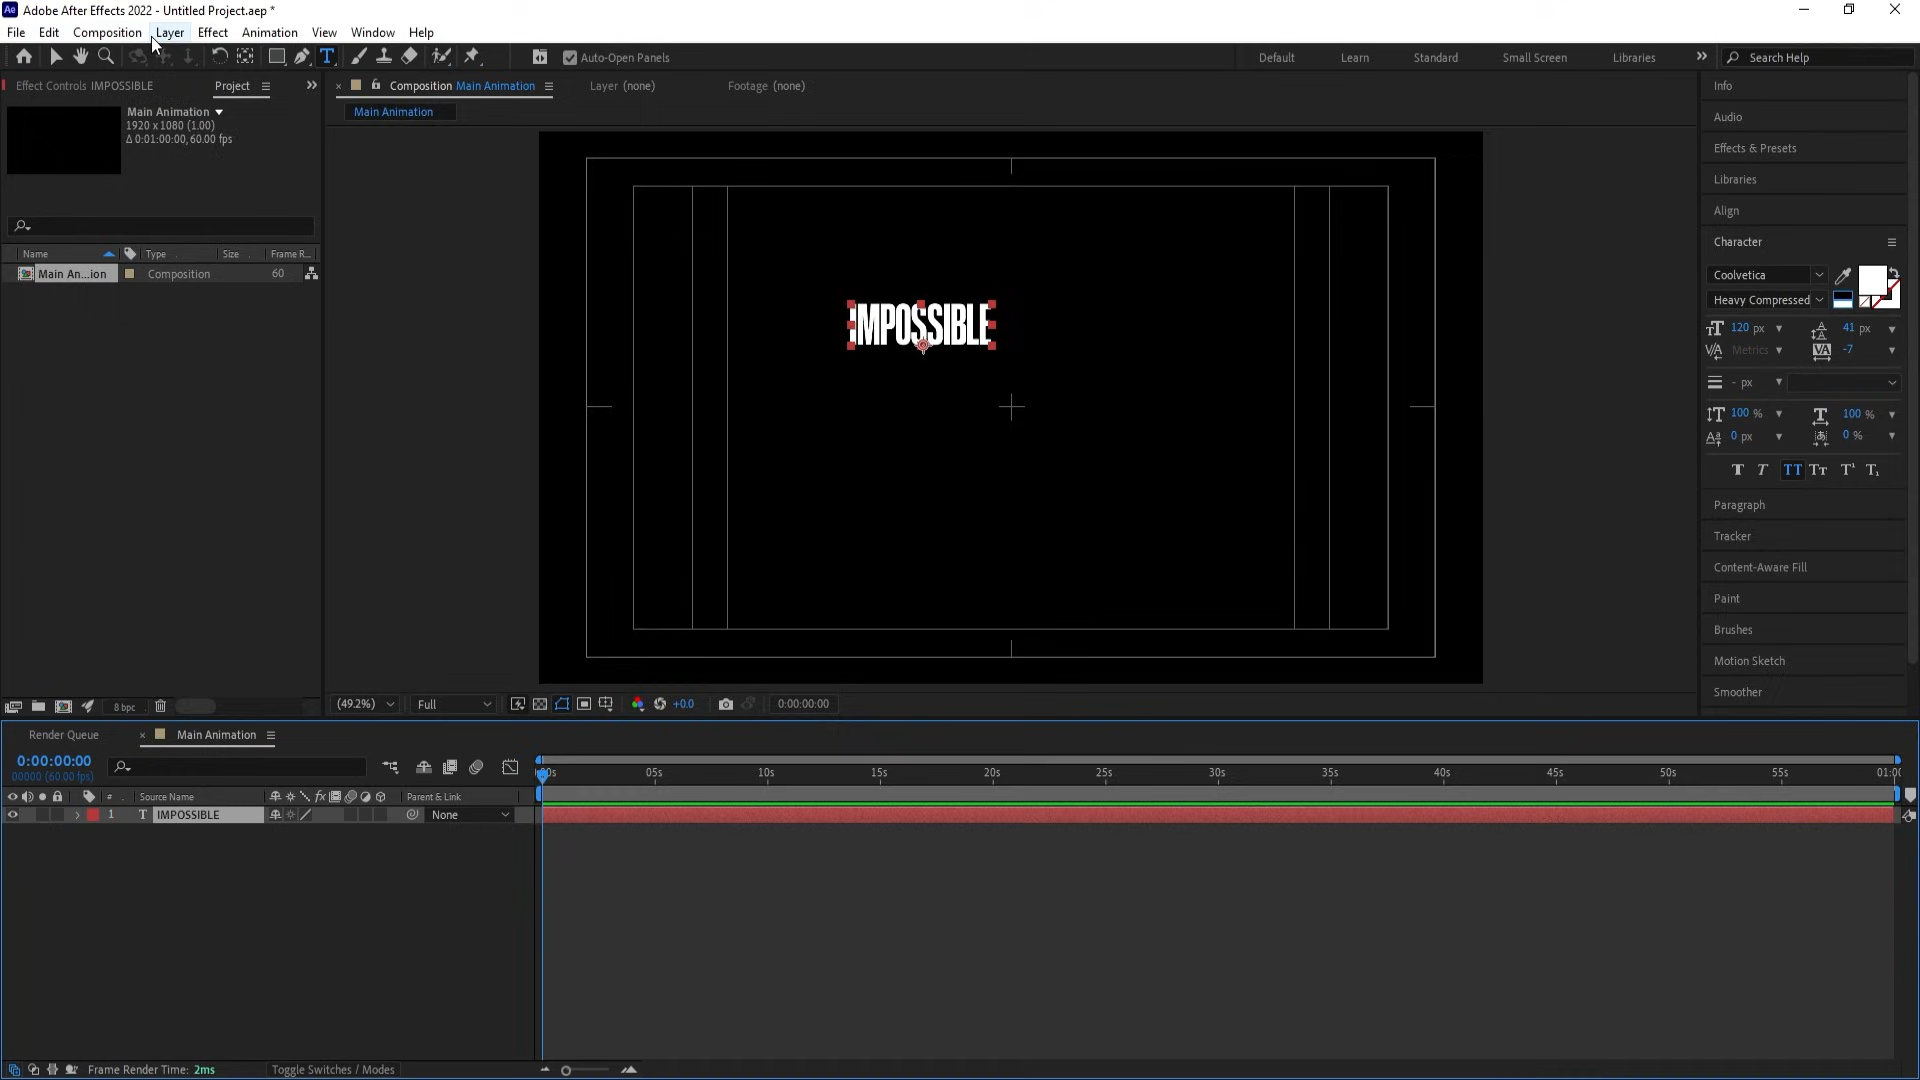 Ae Adobe After Effects 2022 - Untitled Project.aep *
File Edit Composition Layer Effect Animation View Window Help
Auto-Open Panels
Default Learn Standard Small Screen Libraries
Search Help
Effect Controls IMPOSSIBLE
Project
Main Animation
1920 x 1080 (1.00)
Δ 0:01:00:00, 60.00 fps
Name Type Size Frame R...
Main An...ion Composition 60
8 bpc
Composition Main Animation
Layer (none)
Footage (none)
Main Animation
IMPOSSIBLE
(49.2%)
Full
+0.0
0:00:00:00
Info
Audio
Effects & Presets
Libraries
Align
Character
Coolvetica
Heavy Compressed
120 px 41 px
Metrics -7
- px
100 % 100 %
0 px 0 %
Paragraph
Tracker
Content-Aware Fill
Paint
Brushes
Motion Sketch
Smoother
Render Queue
Main Animation
0:00:00:00
00000 (60.00 fps)
# Source Name fx Parent & Link
1 T IMPOSSIBLE None
05s 10s 15s 20s 25s 30s 35s 40s 45s 50s 55s
Frame Render Time: 2ms
Toggle Switches / Modes